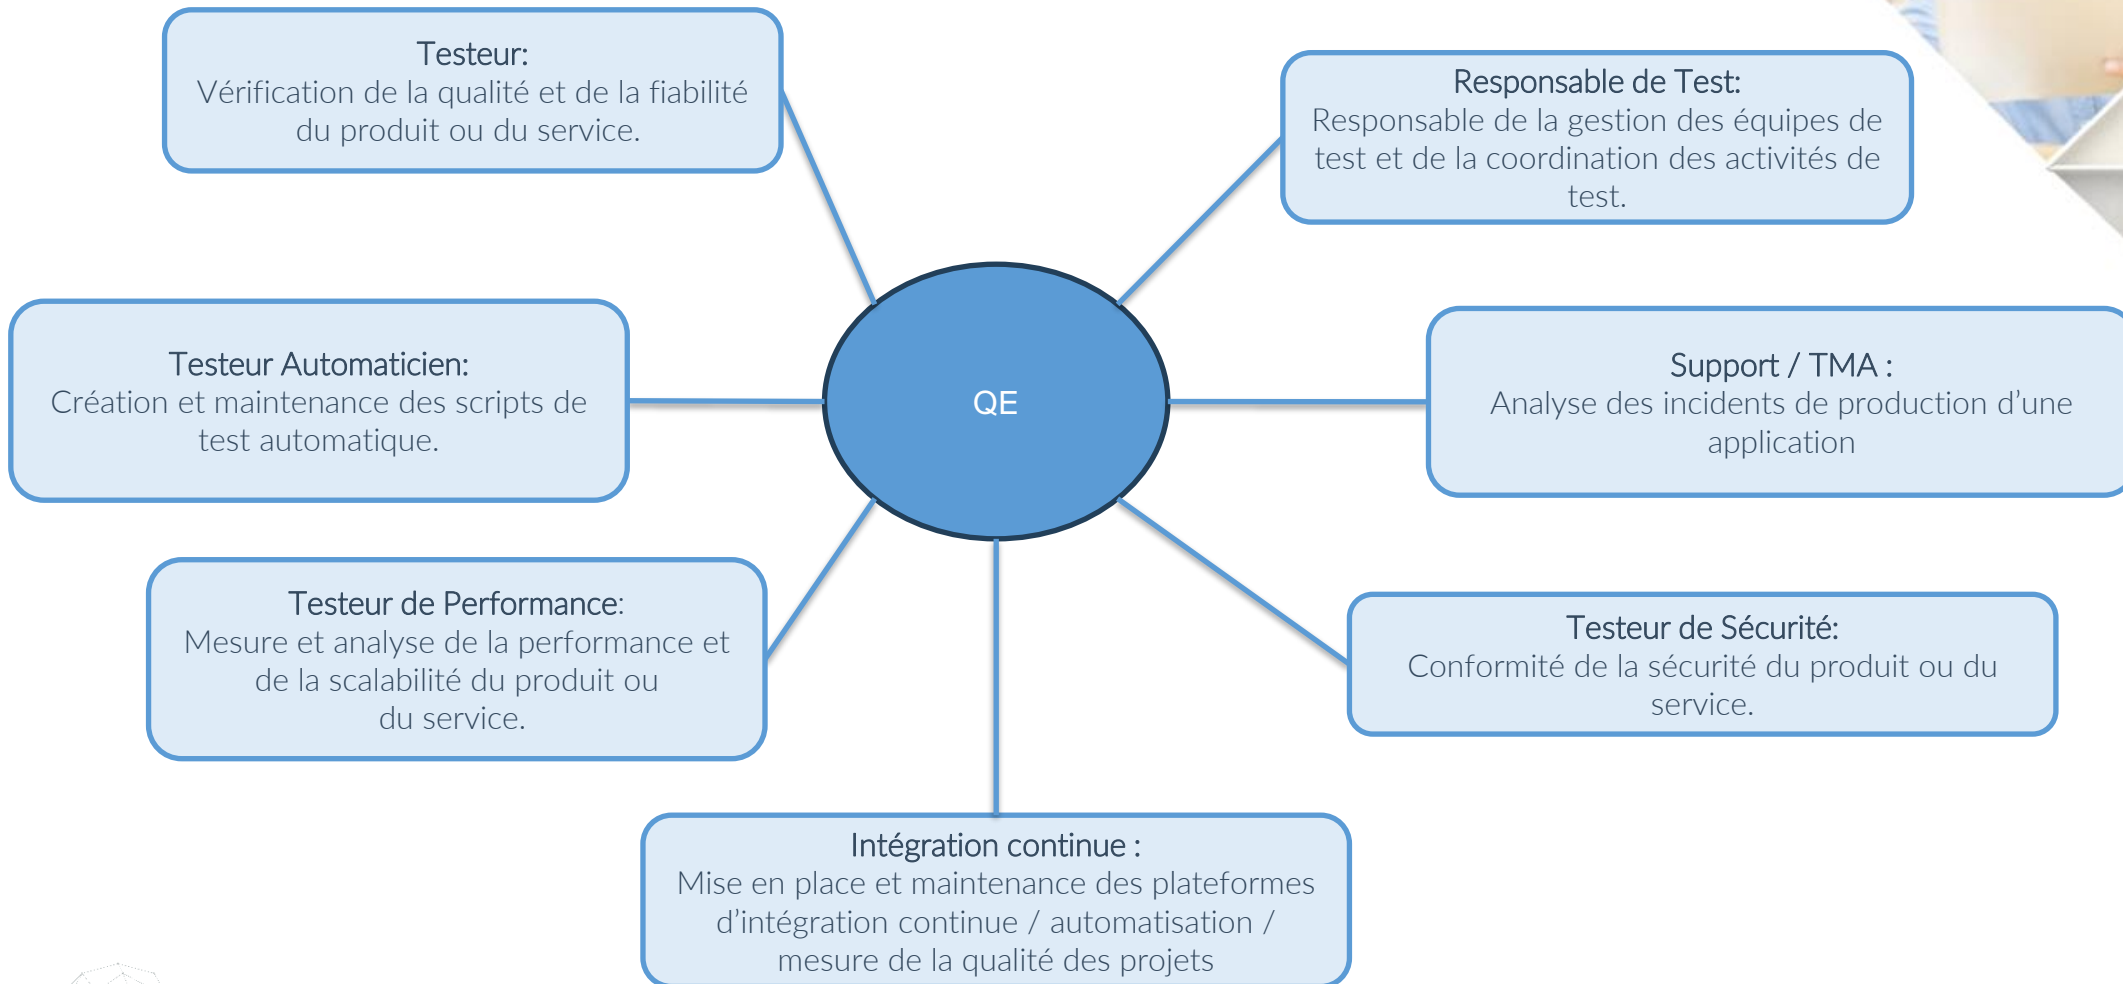 Testeur:
Vérification de la qualité et de la fiabilité
du produit ou du service.
Responsable de Test:
Responsable de la gestion des équipes de
test et de la coordination des activités de
test.
Testeur Automaticien:
Création et maintenance des scripts de
test automatique.
QE
Support / TMA :
Analyse des incidents de production d’une
application
Testeur de Performance:
Mesure et analyse de la performance et
de la scalabilité du produit ou
du service.
Testeur de Sécurité:
Conformité de la sécurité du produit ou du
service.
Intégration continue :
Mise en place et maintenance des plateformes
d’intégration continue / automatisation /
mesure de la qualité des projets